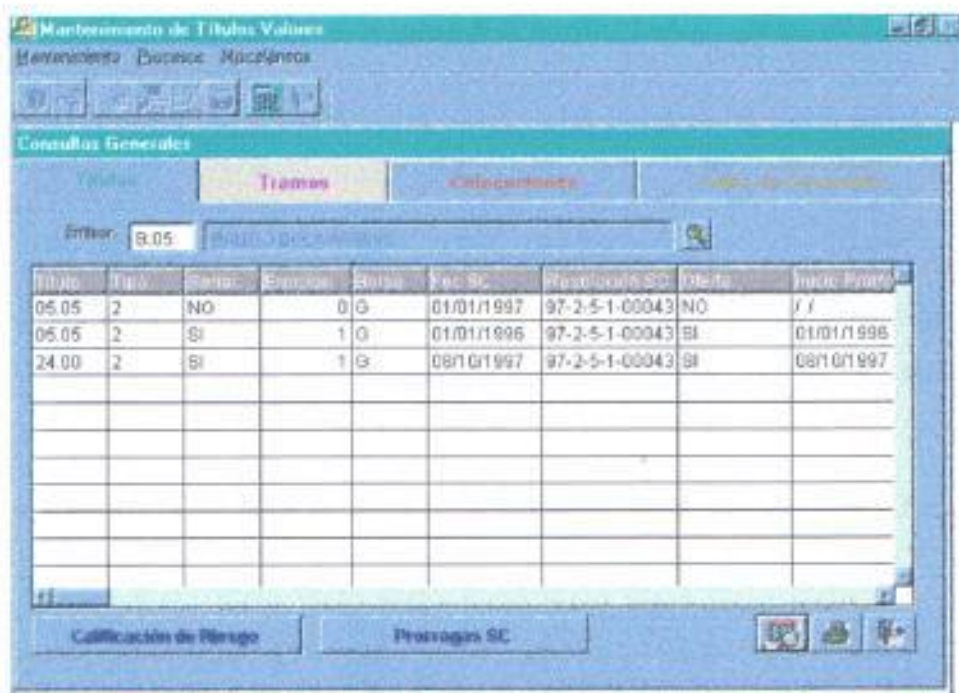 Mantenimiento de Títulos Valores
Mantenimiento Procesos Misceláneos
Consultas Generales
Títulos Tramos
Emisor: B.05
Título Tipo Fec SC Resolución SC Oferta
05.05 2 NO 0 G 01/01/1997 97-2-5-1-00043 NO / /
05.05 2 SI 1 G 01/01/1996 97-2-5-1-00043 SI 01/01/1996
24.00 2 SI 1 G 08/10/1997 97-2-5-1-00043 SI 08/10/1997
Calificación de Riesgo Prorrogas SC